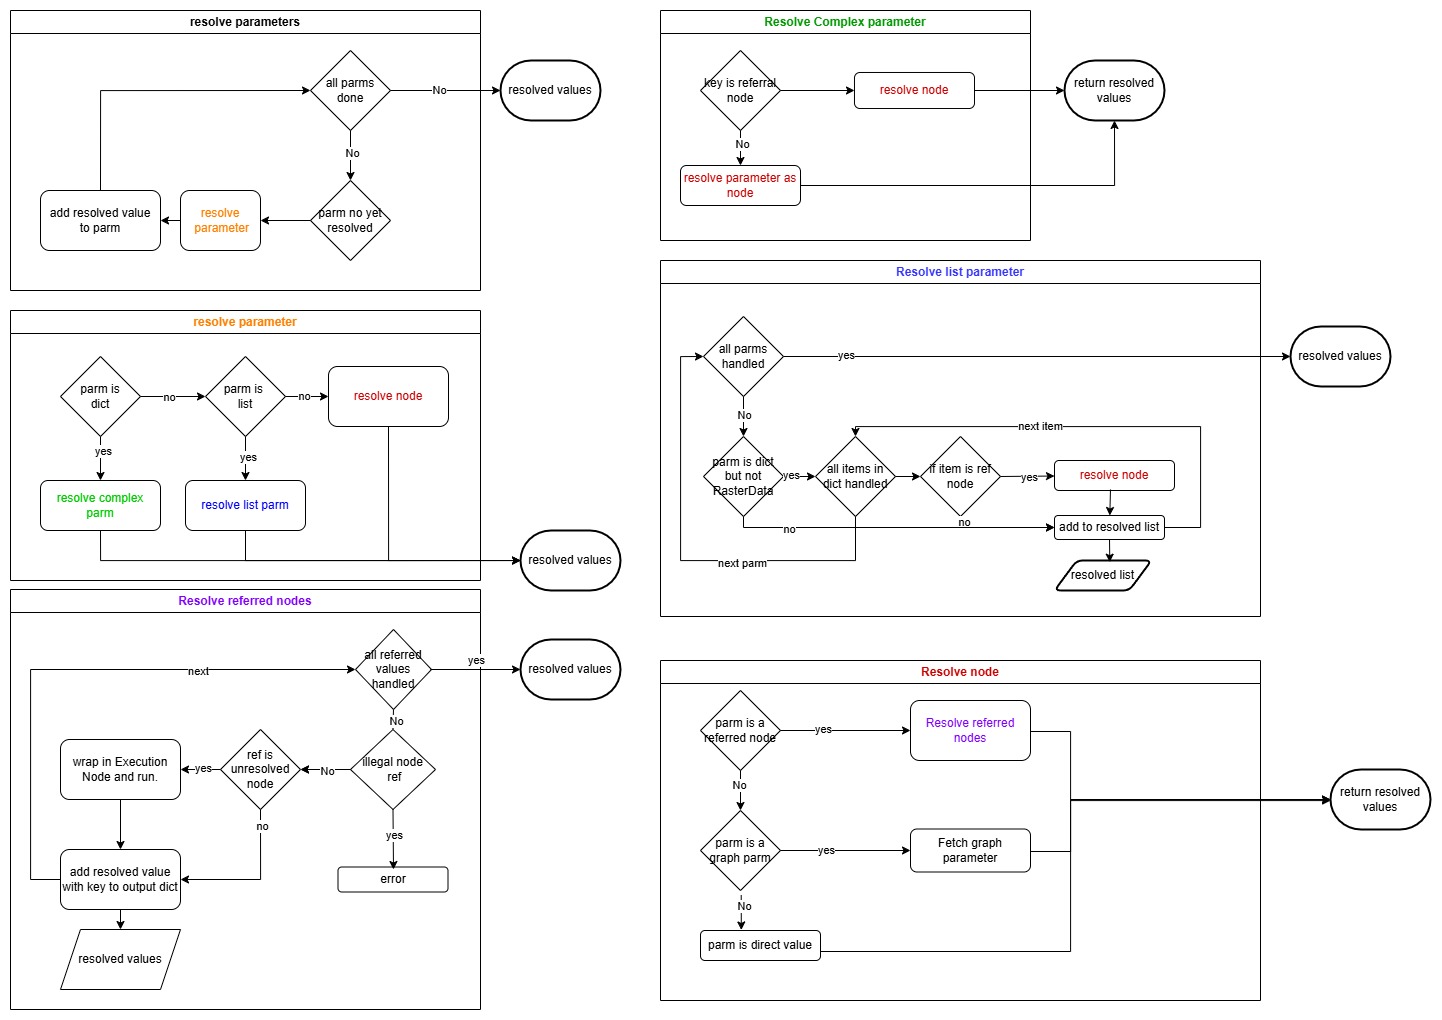 resolve parameters
all parms
done
No
resolved values
No
parm no yet
resolved
resolve
parameter
add resolved value
to parm
resolve parameter
parm is
dict
no
parm is
list
no
resolve node
yes
yes
resolve complex
parm
resolve list parm
resolved values
Resolve referred nodes
all referred
values
handled
yes
resolved values
next
No
illegal node
ref
No
ref is
unresolved
node
yes
wrap in Execution
Node and run.
no
yes
error
add resolved value
with key to output dict
resolved values
Resolve Complex parameter
key is referral
node
resolve node
return resolved
values
No
resolve parameter as
node
Resolve list parameter
all parms
handled
yes
resolved values
No
next item
parm is dict
but not
RasterData
yes
all items in
dict handled
if item is ref
node
yes
resolve node
no
no
add to resolved list
next parm
resolved list
Resolve node
parm is a
referred node
yes
Resolve referred
nodes
No
return resolved
values
parm is a
graph parm
yes
Fetch graph
parameter
No
parm is direct value